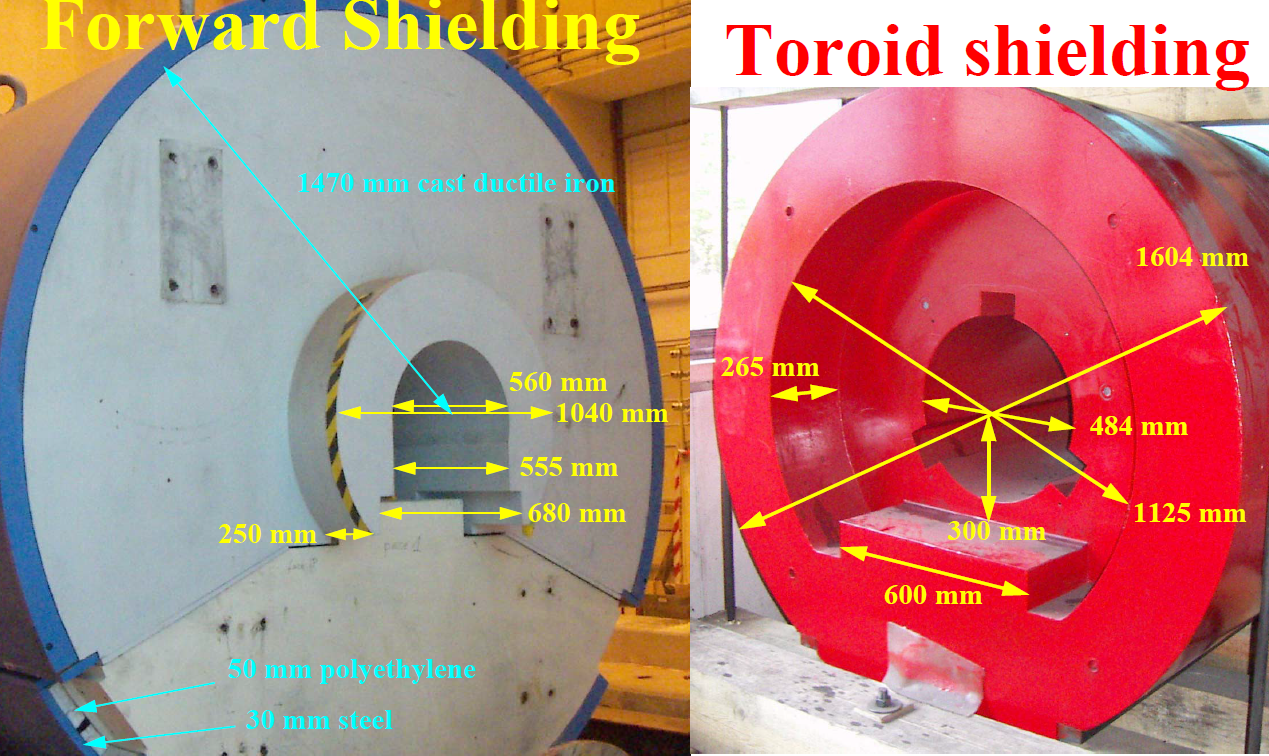 Forward Shielding
1470 mm cast ductile iron
560 mm
1040 mm
555 mm
680 mm
250 mm
50 mm polyethylene
30 mm steel
Toroid shielding
1604 mm
265 mm
484 mm
1125 mm
300 mm
600 mm